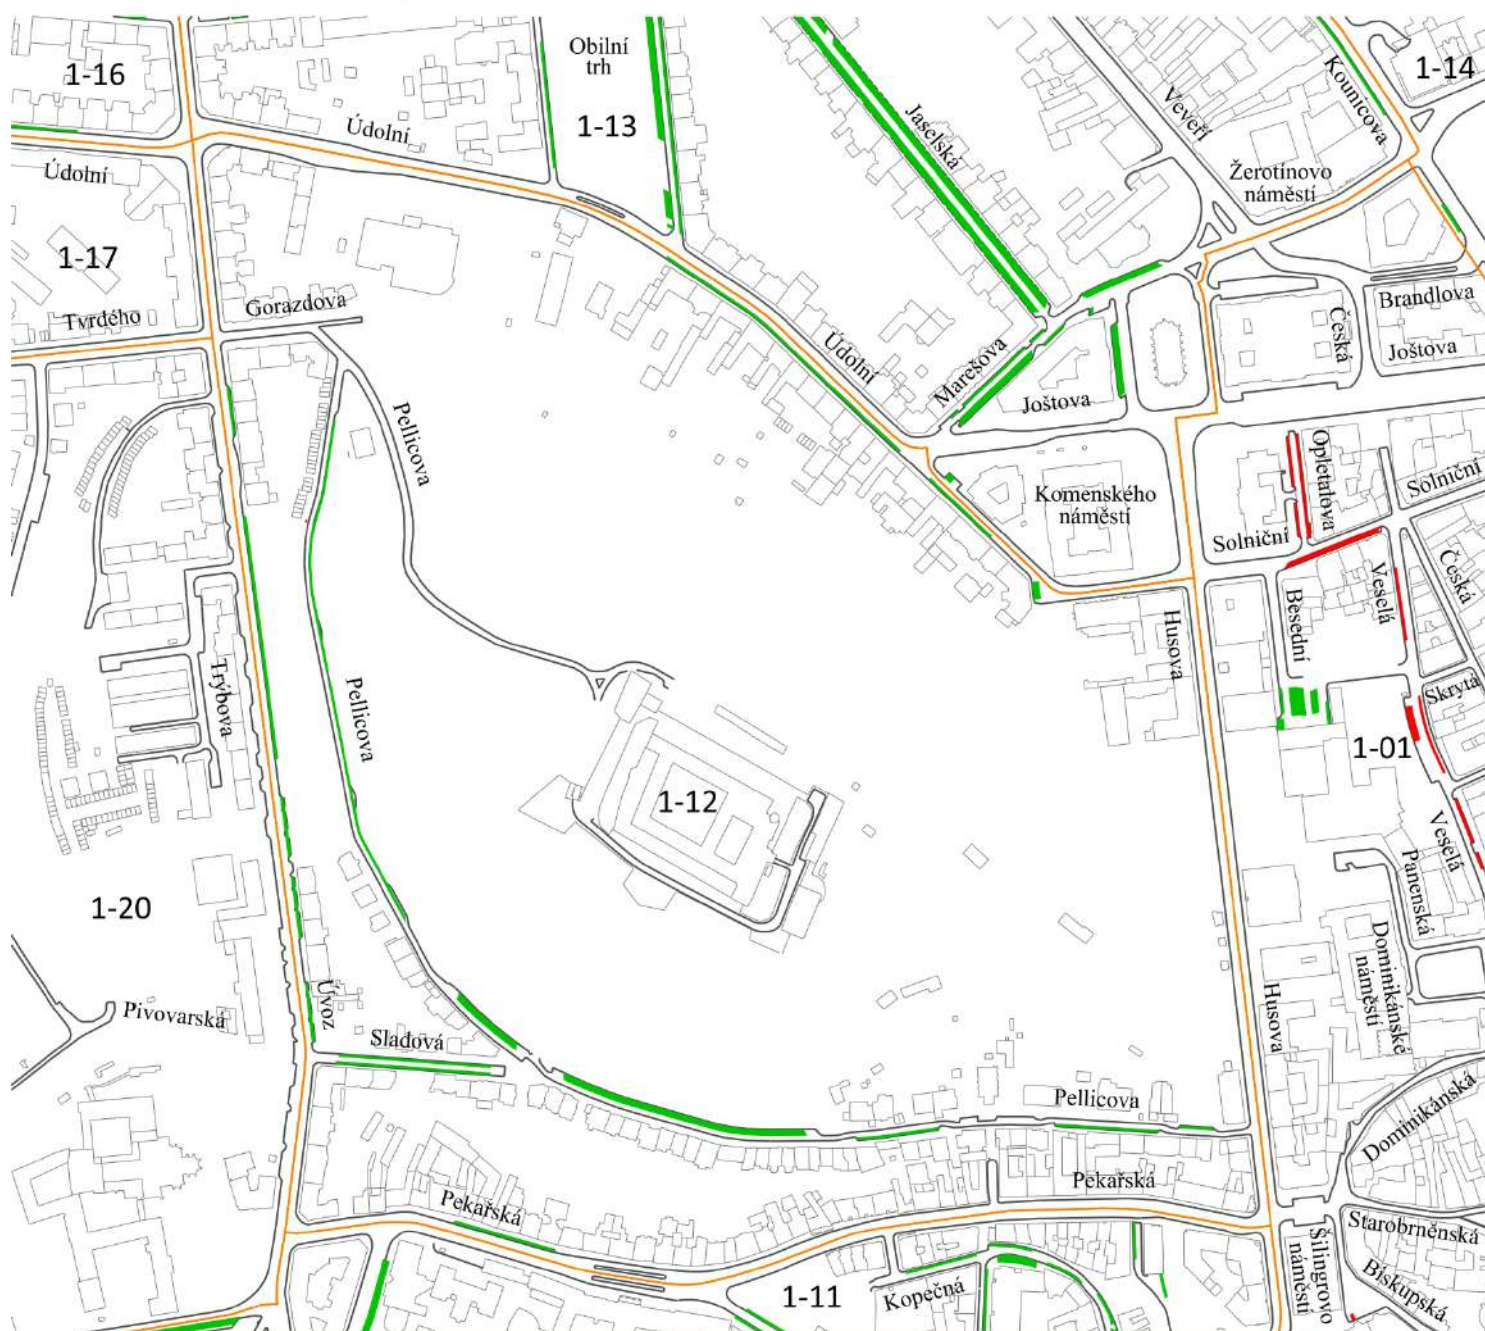 Obilní
trh
1-16
1-14
1-13
Údolní
Jaselská
Veveří
Kounicova
Žerotínovo
náměstí
Údolní
1-17
Tvrdého
Gorazdova
Brandlova
Česká
Joštova
Údolní
Marešova
Joštova
Pellicova
Opletalova
Solniční
Komenského
náměstí
Solniční
Česká
Veselá
Besední
Husova
Trýbova
Pellicova
Skrytá
1-01
1-12
Veselá
Panenská
1-20
Dominikánské
náměstí
Úvoz
Pivovarská
Husova
Sladová
Pellicova
Dominikánská
Pekařská
Pekařská
Starobrněnská
Šilingrovo
náměstí
Biskupská
1-11
Kopečná